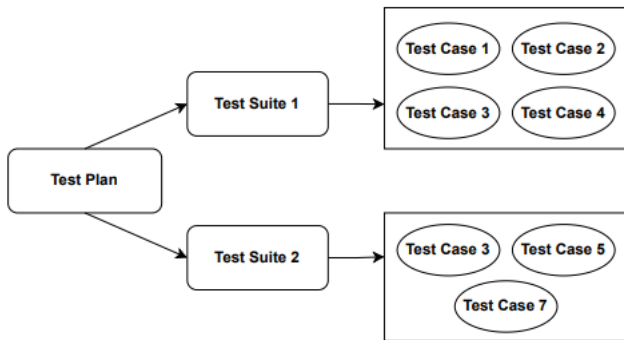 Test Plan
Test Suite 1
Test Case 1
Test Case 2
Test Case 3
Test Case 4
Test Suite 2
Test Case 3
Test Case 5
Test Case 7